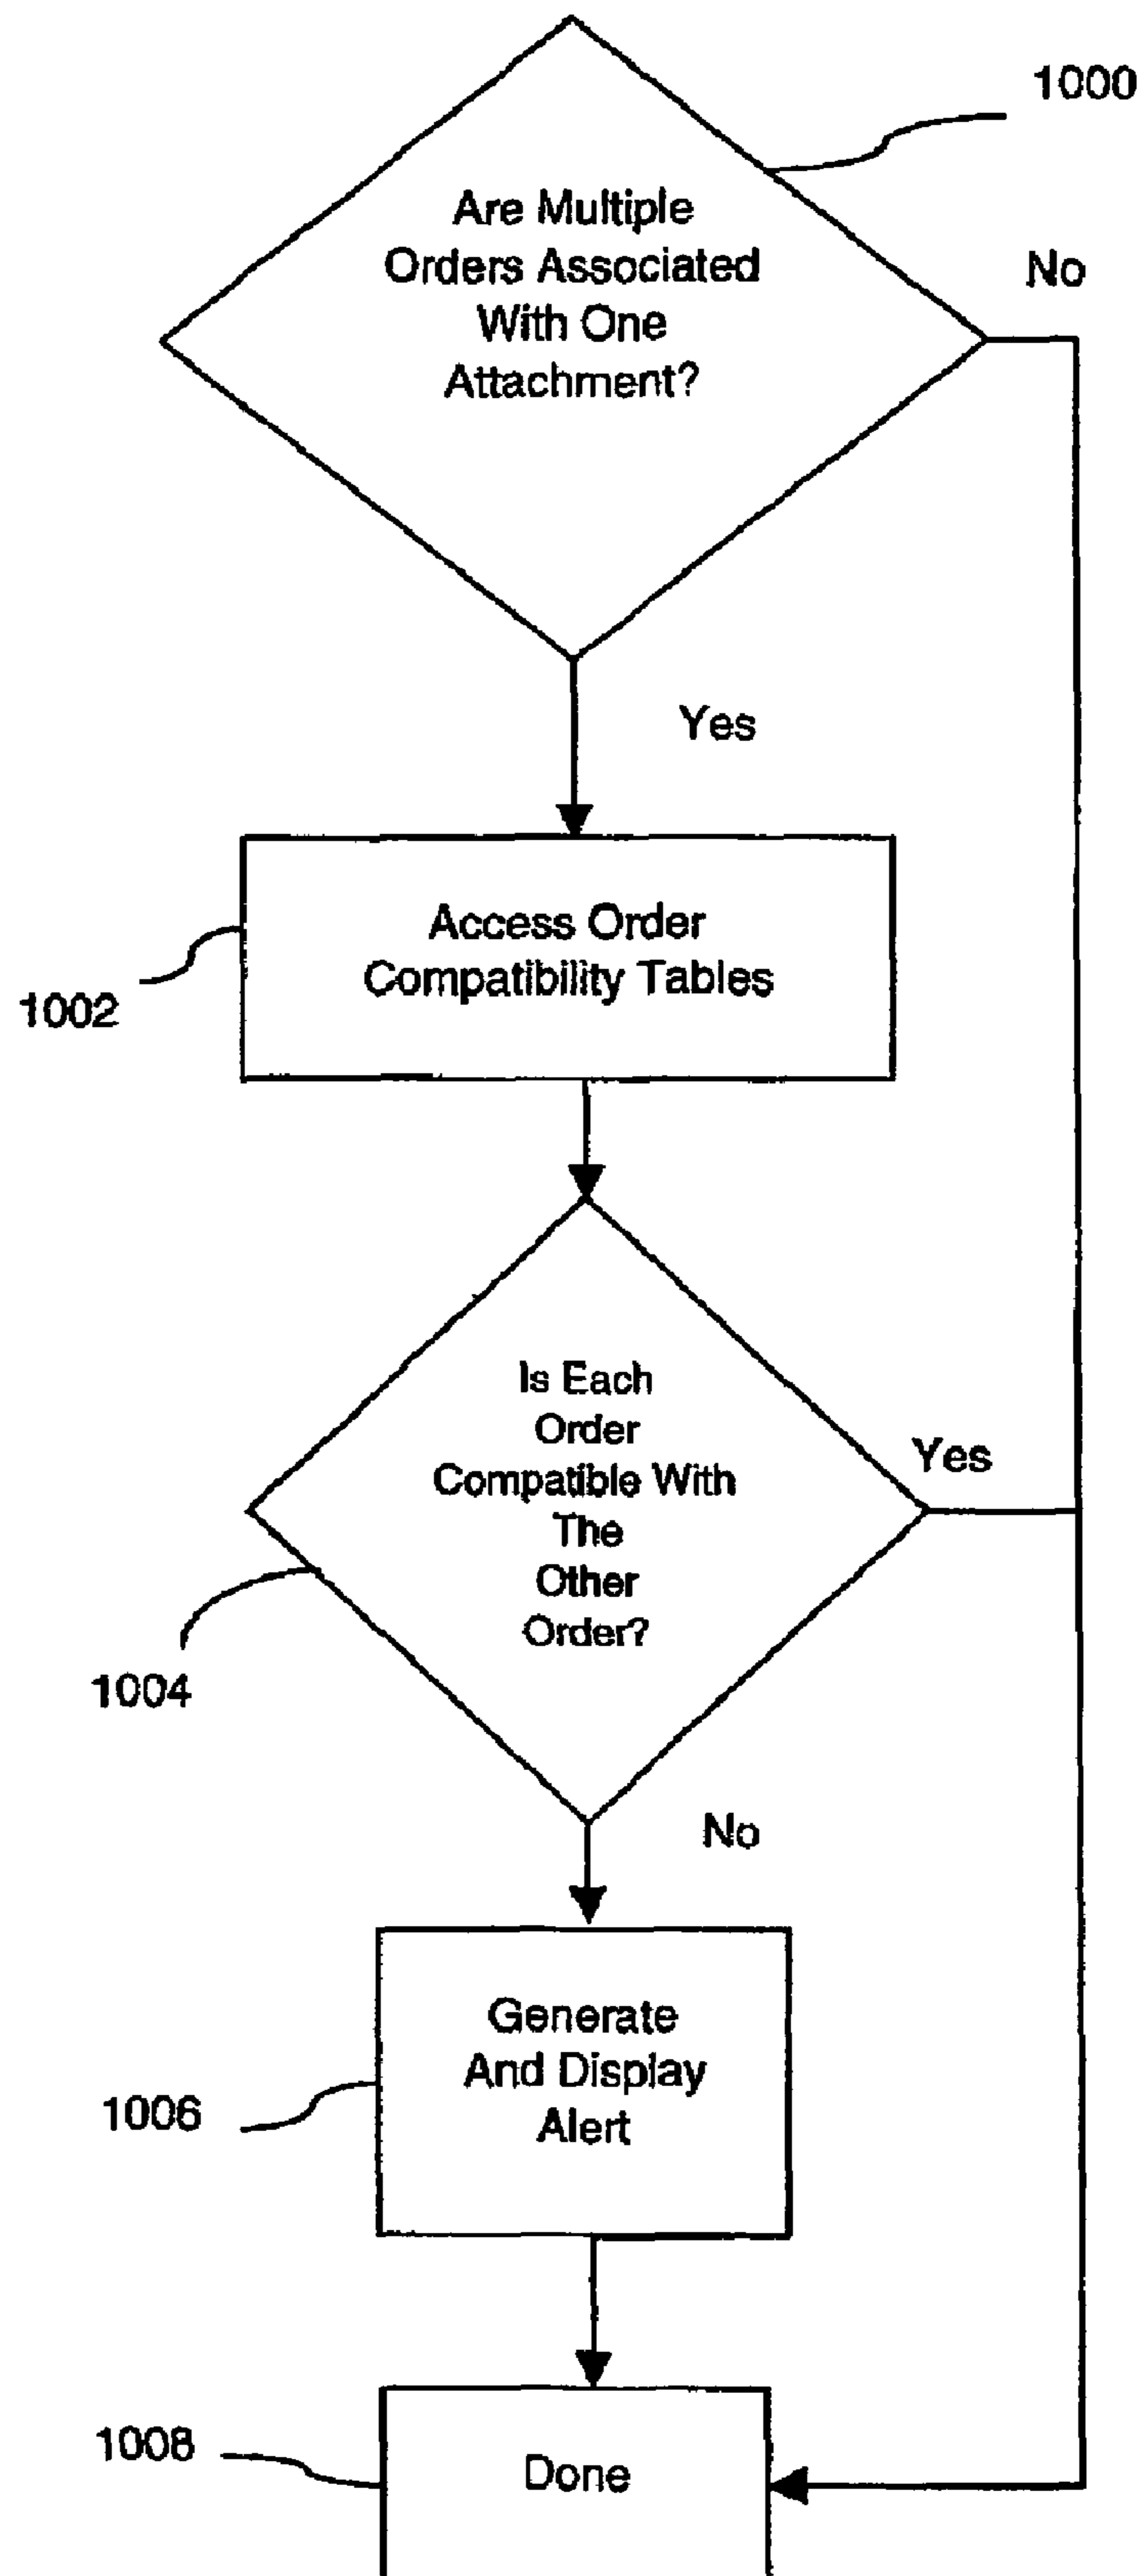 1000
Are Multiple
Orders Associated
With One
Attachment?
No
Yes
Access Order
Compatibility Tables
1002
Is Each
Order
Compatible With
The
Other
Order?
Yes
1004
No
Generate
And Display
Alert
1006
1008
Done